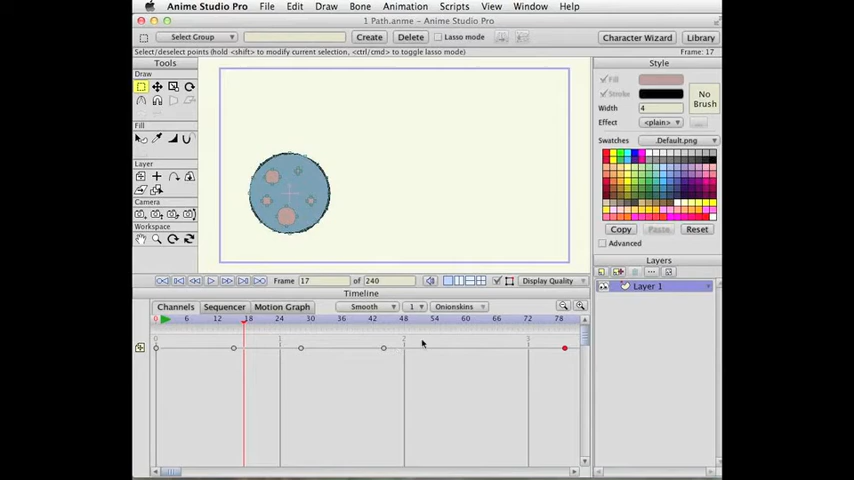 Anime Studio Pro File Edit Draw Bone Animation Scripts View Window Help
1 Path.anme - Anime Studio Pro
Select Group Create Delete Lasso mode Character Wizard Library
Select/deselect points (hold <shift> to modify current selection, <ctrl/cmd> to toggle lasso mode) Frame: 17
Tools
Draw
Fill
Layer
Camera
Workspace
Style
Fill
Stroke
Width 4
No
Brush
Effect <plain>
Swatches .Default.png
Copy Paste Reset
Advanced
Layers
Layer 1
Frame 17 of 240 Display Quality
Timeline
Channels Sequencer Motion Graph Smooth 1 Onionskins
0 6 12 18 24 30 36 42 48 54 60 66 72 78
0 1 2 3